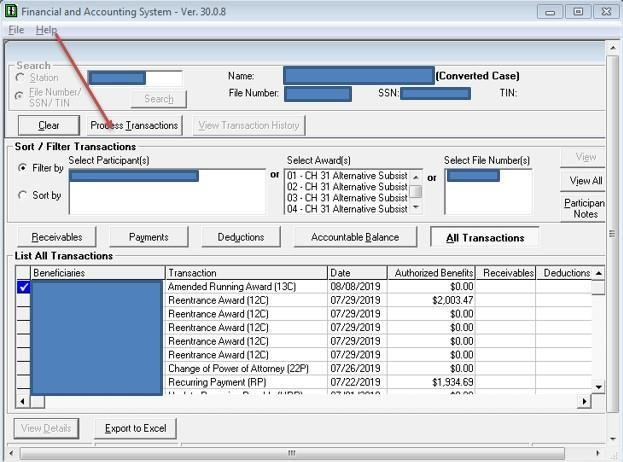 Financial and Accounting System - Ver. 30.0.8
File Help
Search
Station
File Number/
SSN/ TIN
Search
Name: (Converted Case)
File Number: SSN: TIN:
Clear Process Transactions View Transaction History
Sort / Filter Transactions
Filter by
Sort by
Select Participant(s)
or
Select Award(s)
01 - CH 31 Alternative Subsist
02 - CH 31 Alternative Subsist
03 - CH 31 Alternative Subsist
04 - CH 31 Alternative Subsist
or
Select File Number(s)
View
View All
Participan
Notes
Receivables Payments Deductions Accountable Balance All Transactions
List All Transactions
Beneficiaries Transaction Date Authorized Benefits Receivables Deductions
Amended Running Award (13C) 08/08/2019 $0.00
Reentrance Award (12C) 07/29/2019 $2,003.47
Reentrance Award (12C) 07/29/2019 $0.00
Reentrance Award (12C) 07/29/2019 $0.00
Reentrance Award (12C) 07/29/2019 $0.00
Reentrance Award (12C) 07/29/2019 $0.00
Change of Power of Attorney (22P) 07/26/2019 $0.00
Recurring Payment (RP) 07/22/2019 $1,934.69
View Details Export to Excel